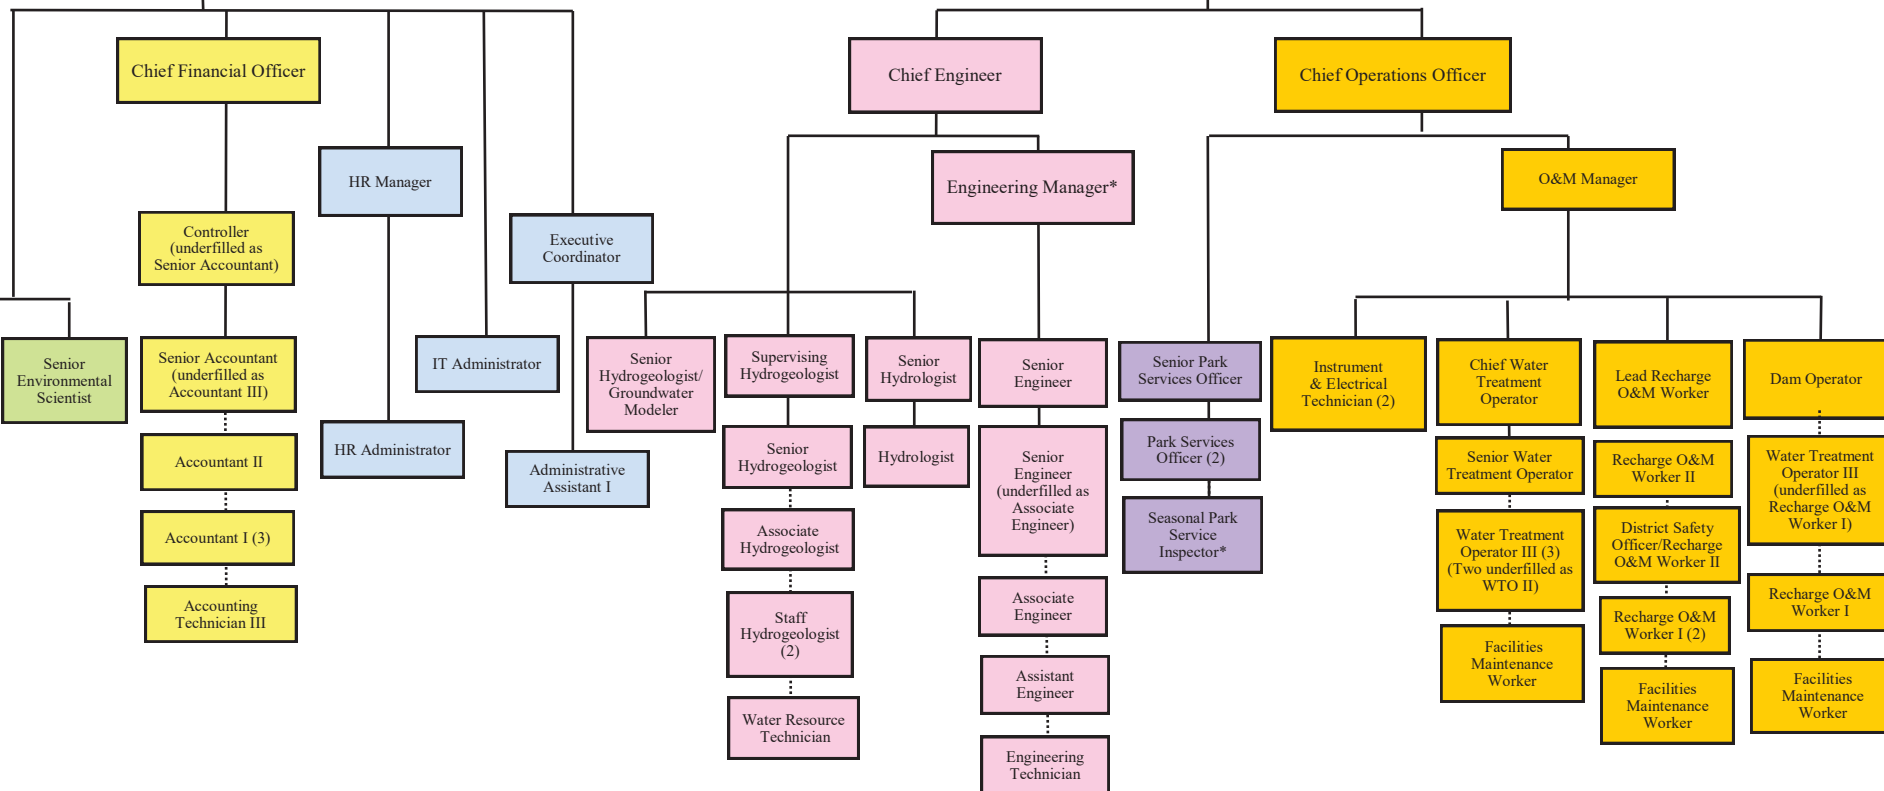 Chief Financial Officer
Chief Engineer
Chief Operations Officer
HR Manager
Engineering Manager*
O&M Manager
Controller
(underfilled as
Senior Accountant)
Executive
Coordinator
Senior
Environmental
Scientist
Senior Accountant
(underfilled as
Accountant III)
IT Administrator
Senior
Hydrogeologist/
Groundwater
Modeler
Supervising
Hydrogeologist
Senior
Hydrologist
Senior
Engineer
Senior Park
Services Officer
Instrument
& Electrical
Technician (2)
Chief Water
Treatment
Operator
Lead Recharge
O&M Worker
Dam Operator
Accountant II
HR Administrator
Administrative
Assistant I
Senior
Hydrogeologist
Hydrologist
Senior
Engineer
(underfilled as
Associate
Engineer)
Park Services
Officer (2)
Senior Water
Treatment Operator
Recharge O&M
Worker II
Water Treatment
Operator III
(underfilled as
Recharge O&M
Worker I)
Accountant I (3)
Associate
Hydrogeologist
Seasonal Park
Service
Inspector*
Water Treatment
Operator III (3)
(Two underfilled as
WTO II)
District Safety
Officer/Recharge
O&M Worker II
Accounting
Technician III
Staff
Hydrogeologist
(2)
Associate
Engineer
Recharge O&M
Worker I (2)
Recharge O&M
Worker I
Facilities
Maintenance
Worker
Assistant
Engineer
Facilities
Maintenance
Worker
Facilities
Maintenance
Worker
Water Resource
Technician
Engineering
Technician